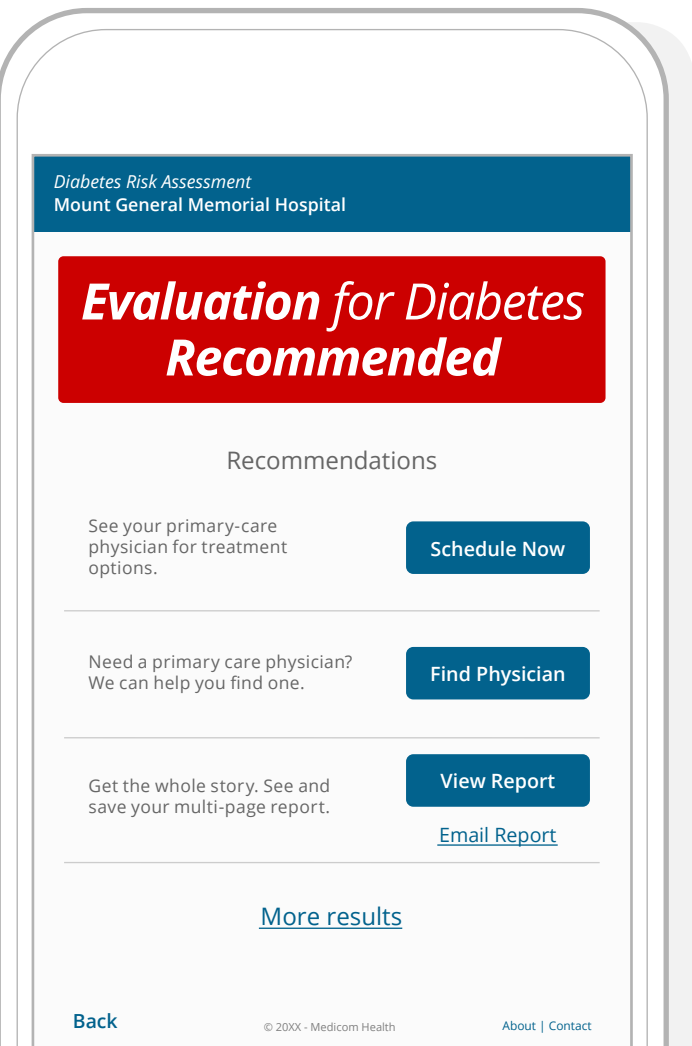 Diabetes Risk Assessment
Mount General Memorial Hospital
Evaluation for Diabetes
Recommended
Recommendations
See your primary-care
physician for treatment
options.
Schedule Now
Need a primary care physician?
We can help you find one.
Find Physician
Get the whole story. See and
save your multi-page report.
View Report
Email Report
More results
Back
© 20XX - Medicom Health
About | Contact